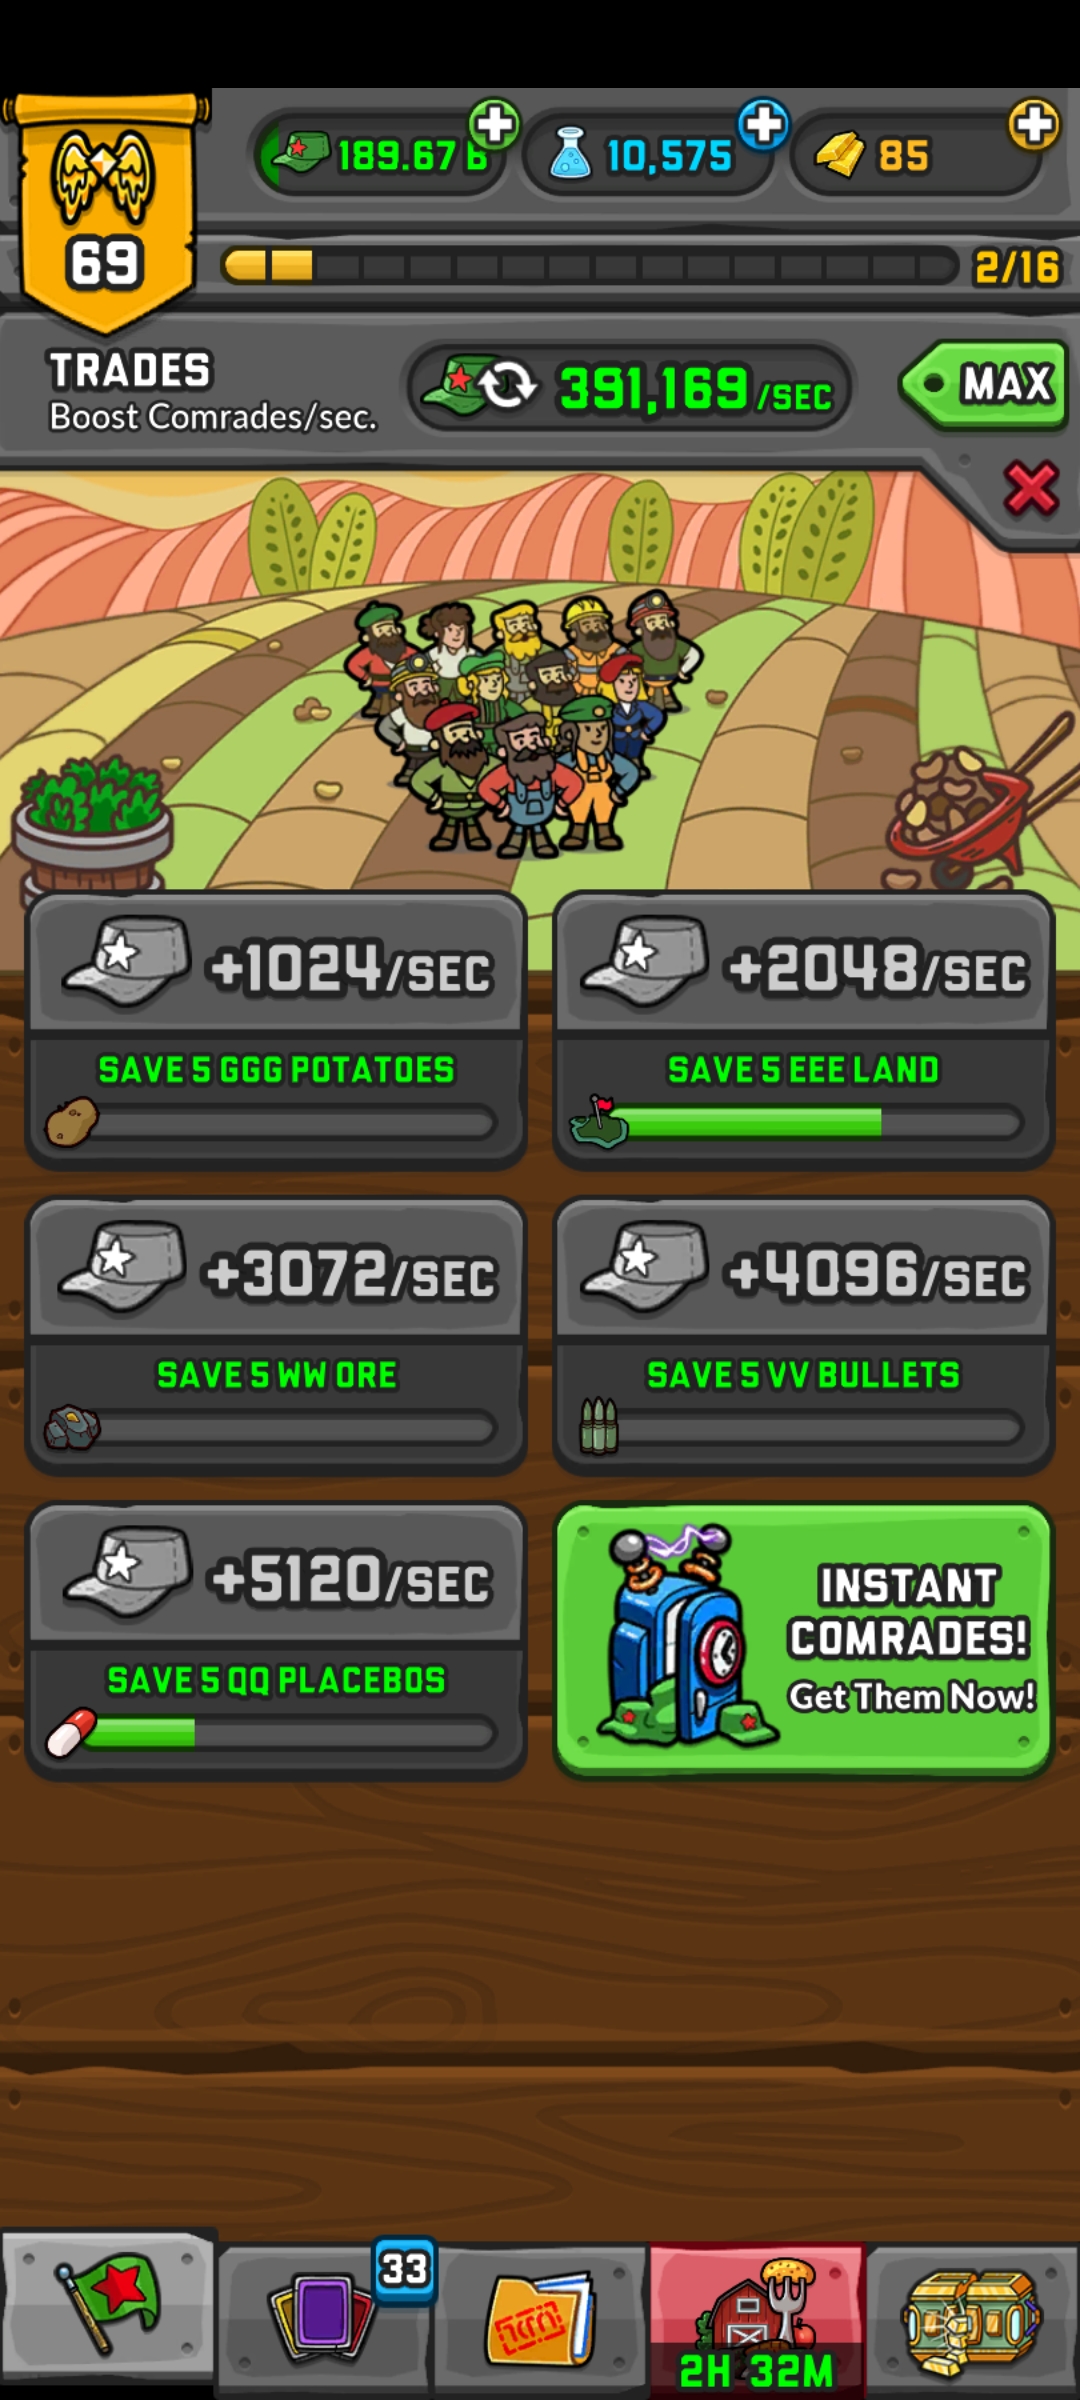 189.67 B
10,575
85
69
2/16
TRADES
Boost Comrades/sec.
391,169/SEC
MAX
+1024/SEC
+2048/SEC
SAVE 5 GGG POTATOES
SAVE 5 EEE LAND
+3072/SEC
+4096/SEC
SAVE 5 WW ORE
SAVE 5 VV BULLETS
+5120/SEC
SAVE 5 QQ PLACEBOS
INSTANT
COMRADES!
Get Them Now!
33
2H 32M